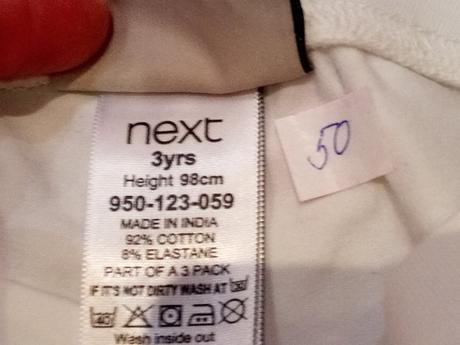 next
3yrs
Height 98cm
950-123-059
MADE IN INDIA
92% COTTON
8% ELASTANE
PART OF A 3 PACK
IF IT'S NOT DIRTY WASH AT 30
40
Wash inside out
50